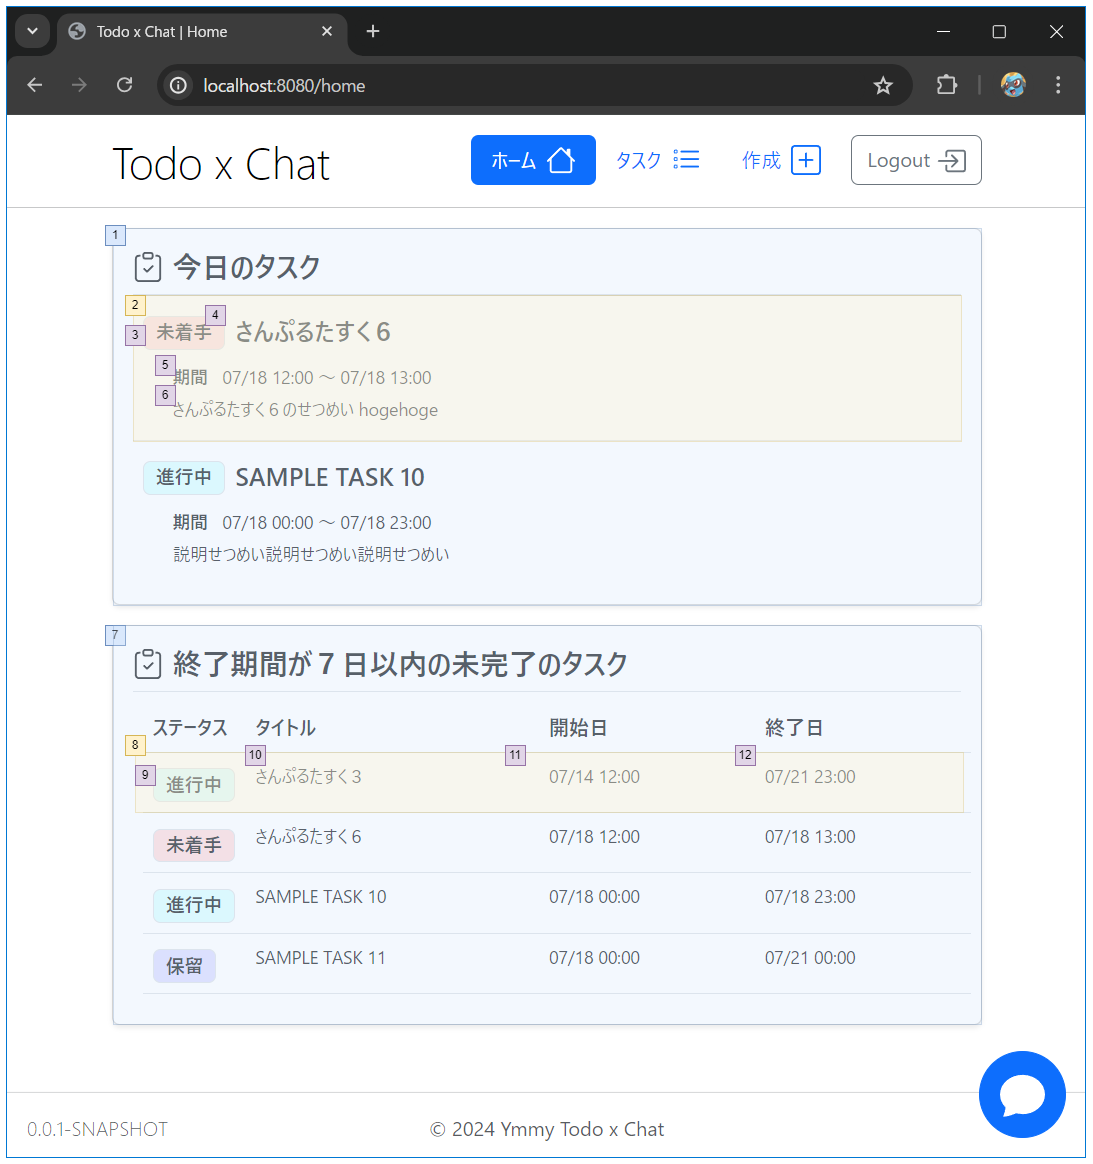 Todo x Chat | Home
localhost:8080/home
Todo x Chat ホーム タスク 作成 Logout
1
今日のタスク
2
3 未着手 4 さんぷるたすく６
5 期間 07/18 12:00 ～ 07/18 13:00
6 さんぷるたすく６のせつめい hogehoge
進行中 SAMPLE TASK 10
期間 07/18 00:00 ～ 07/18 23:00
説明せつめい説明せつめい説明せつめい
7
終了期間が７日以内の未完了のタスク
ステータス タイトル 開始日 終了日
8 10 11 12
9 進行中 さんぷるたすく３ 07/14 12:00 07/21 23:00
未着手 さんぷるたすく６ 07/18 12:00 07/18 13:00
進行中 SAMPLE TASK 10 07/18 00:00 07/18 23:00
保留 SAMPLE TASK 11 07/18 00:00 07/21 00:00
0.0.1-SNAPSHOT © 2024 Ymmy Todo x Chat